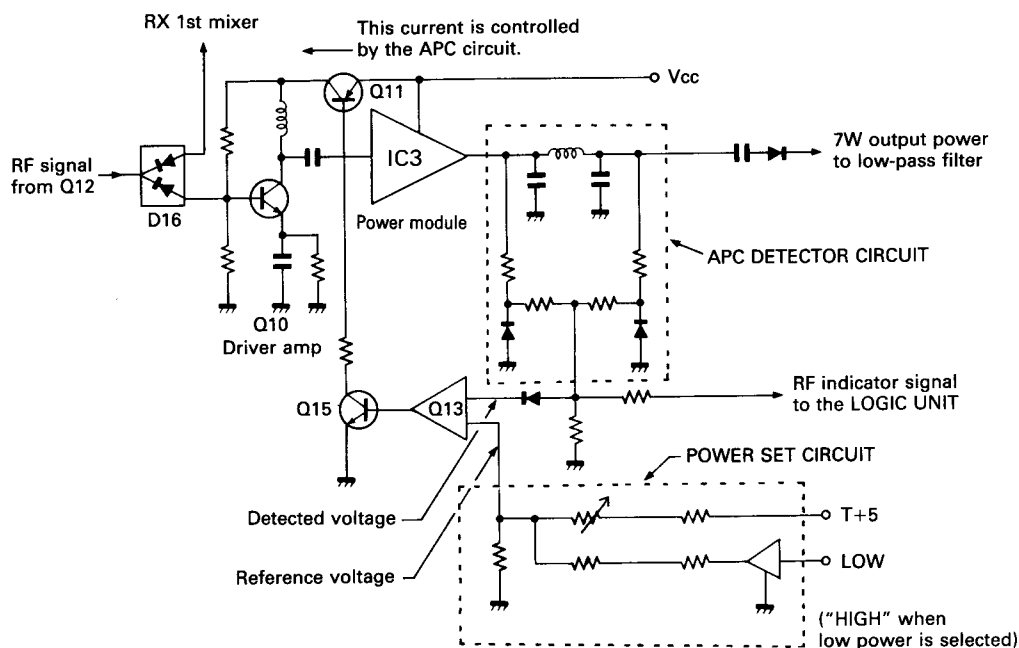 RX 1st mixer
This current is controlled
by the APC circuit.
Q11
Vcc
RF signal
from Q12
D16
IC3
Power module
7W output power
to low-pass filter
APC DETECTOR CIRCUIT
Q10
Driver amp
Q15
Q13
RF indicator signal
to the LOGIC UNIT
POWER SET CIRCUIT
Detected voltage
T+5
Reference voltage
LOW
("HIGH" when
low power is selected)